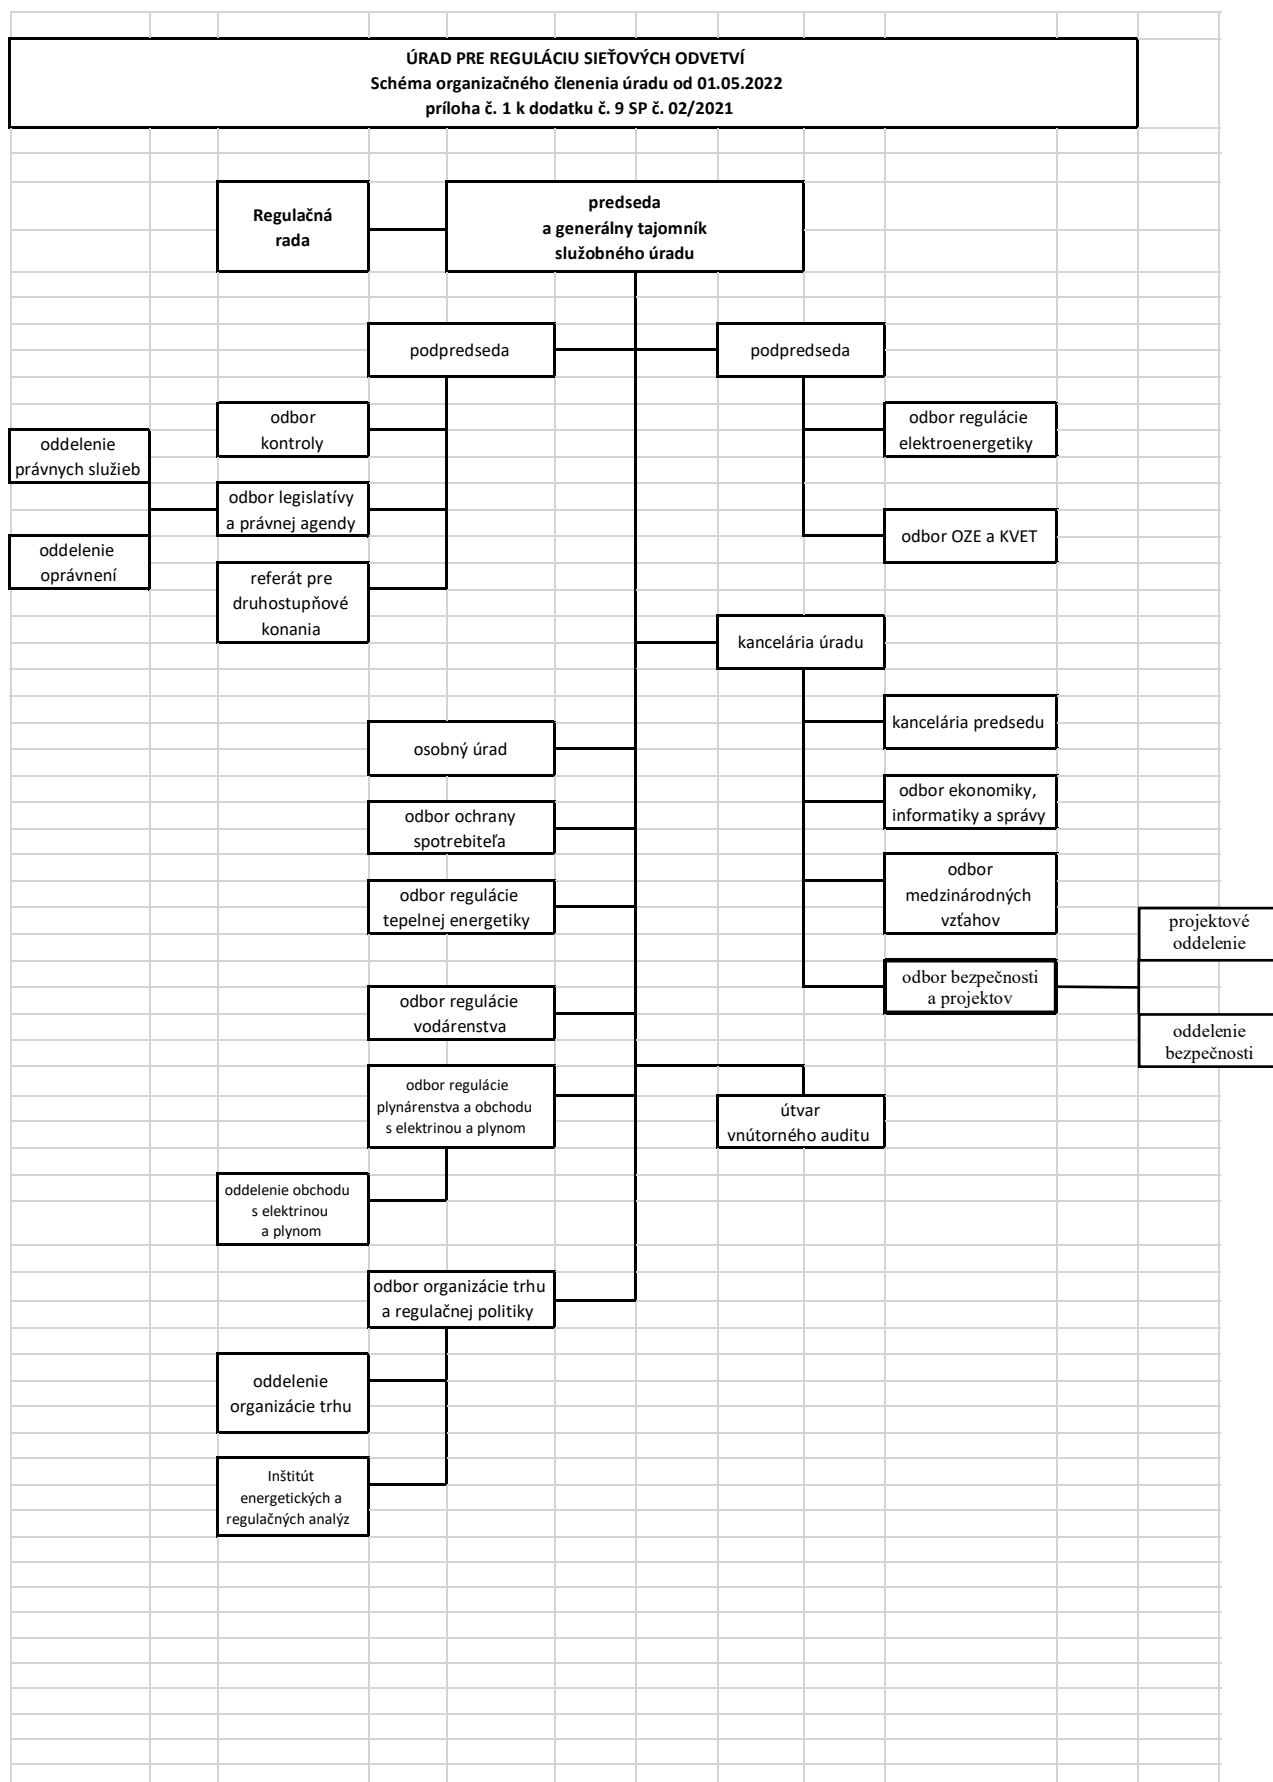 ÚRAD PRE REGULÁCIU SIEŤOVÝCH ODVETVÍ
Schéma organizačného členenia úradu od 01.05.2022
príloha č. 1 k dodatku č. 9 SP č. 02/2021
Regulačná
rada
predseda
a generálny tajomník
služobného úradu
podpredseda
podpredseda
odbor
kontroly
odbor regulácie
elektroenergetiky
oddelenie
právnych služieb
odbor legislatívy
a právnej agendy
odbor OZE a KVET
oddelenie
oprávnení
referát pre
druhostupňové
konania
kancelária úradu
kancelária predsedu
osobný úrad
odbor ekonomiky,
informatiky a správy
odbor ochrany
spotrebiteľa
odbor
medzinárodných
vzťahov
odbor regulácie
tepelnej energetiky
projektové
oddelenie
odbor bezpečnosti
a projektov
odbor regulácie
vodárenstva
oddelenie
bezpečnosti
odbor regulácie
plynárenstva a obchodu
s elektrinou a plynom
útvar
vnútorného auditu
oddelenie obchodu
s elektrinou
a plynom
odbor organizácie trhu
a regulačnej politiky
oddelenie
organizácie trhu
Inštitút
energetických a
regulačných analýz